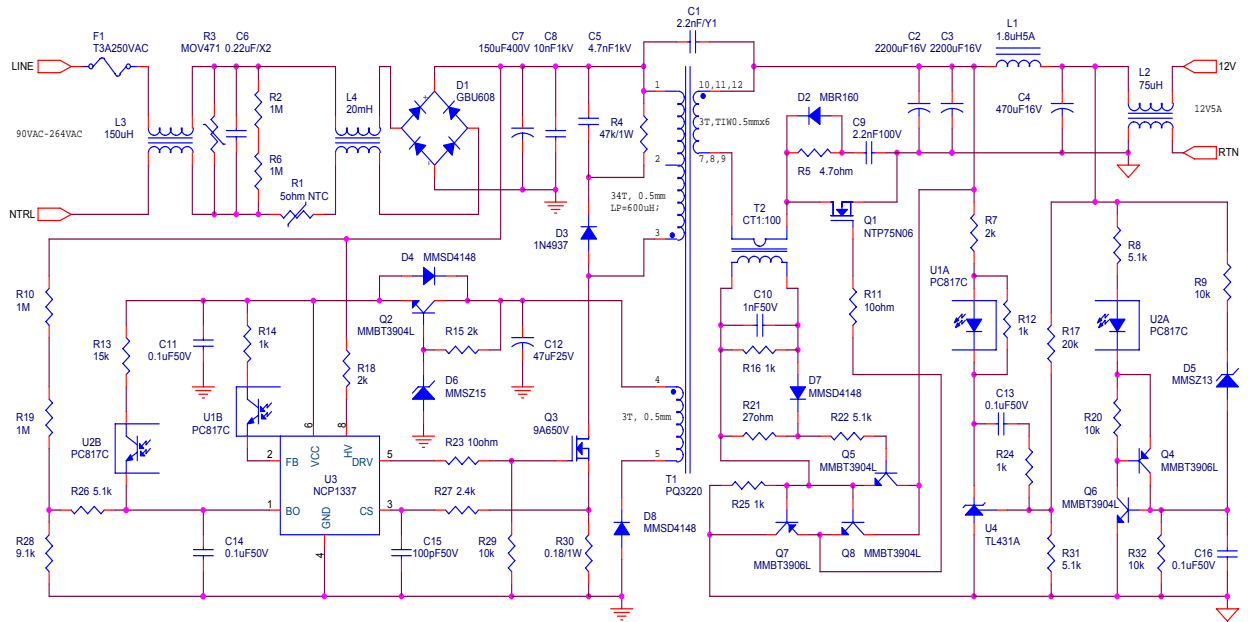 F1
T3A250VAC
R3
MOV471
C6
0.22uF/X2
C7
150uF400V
C8
10nF1kV
C5
4.7nF1kV
C1
2.2nF/Y1
C2
2200uF16V
C3
2200uF16V
L1
1.8uH5A
LINE
L3
150uH
R2
1M
L4
20mH
D1
GBU608
+
-
R4
47k/1W
1
10,11,12
D2
MBR160
C9
2.2nF100V
C4
470uF16V
L2
75uH
12V
12V5A
90VAC-264VAC
R6
1M
2
3T,TIW0.5mmx6
7,8,9
R5
4.7ohm
RTN
NTRL
R1
5ohm NTC
34T, 0.5mm
LP=600uH;
3
D3
1N4937
T2
CT1:100
Q1
NTP75N06
R7
2k
R8
5.1k
R9
10k
D4
MMSD4148
U1A
PC817C
U2A
PC817C
R10
1M
Q2
MMBT3904L
R15 2k
C12
47uF25V
C10
1nF50V
R11
10ohm
R12
1k
R17
20k
R13
15k
C11
0.1uF50V
R14
1k
R18
2k
D6
MMSZ15
R16 1k
D7
MMSD4148
D5
MMSZ13
R19
1M
U2B
PC817C
U1B
PC817C
6
8
Q3
9A650V
3T, 0.5mm
4
5
R21
27ohm
R22 5.1k
C13
0.1uF50V
R20
10k
2
FB
VCC
HV
DRV
5
R23 10ohm
Q5
MMBT3904L
R24
1k
Q4
MMBT3906L
R26 5.1k
1
BO
U3
NCP1337
GND
CS
3
R27 2.4k
T1
PQ3220
R25 1k
Q6
MMBT3904L
D8
MMSD4148
U4
TL431A
R28
9.1k
C14
0.1uF50V
4
C15
100pF50V
R29
10k
R30
0.18/1W
Q7
MMBT3906L
Q8
MMBT3904L
R31
5.1k
R32
10k
C16
0.1uF50V